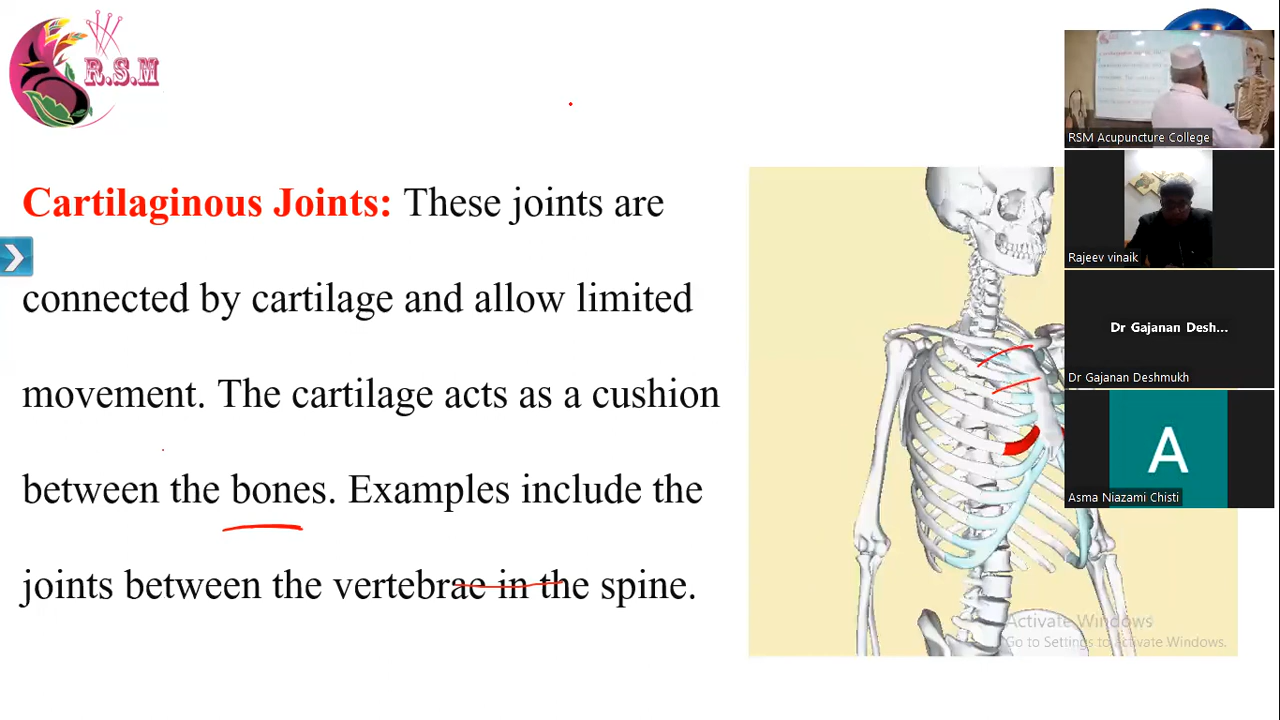 R.S.M
Cartilaginous Joints: These joints are
connected by cartilage and allow limited
movement. The cartilage acts as a cushion
between the bones. Examples include the
joints between the vertebrae in the spine.
RSM Acupuncture College
Rajeev vinaik
Dr Gajanan Desh...
Dr Gajanan Deshmukh
A
Asma Niazami Chisti
Activate Windows
Go to Settings to activate Windows.